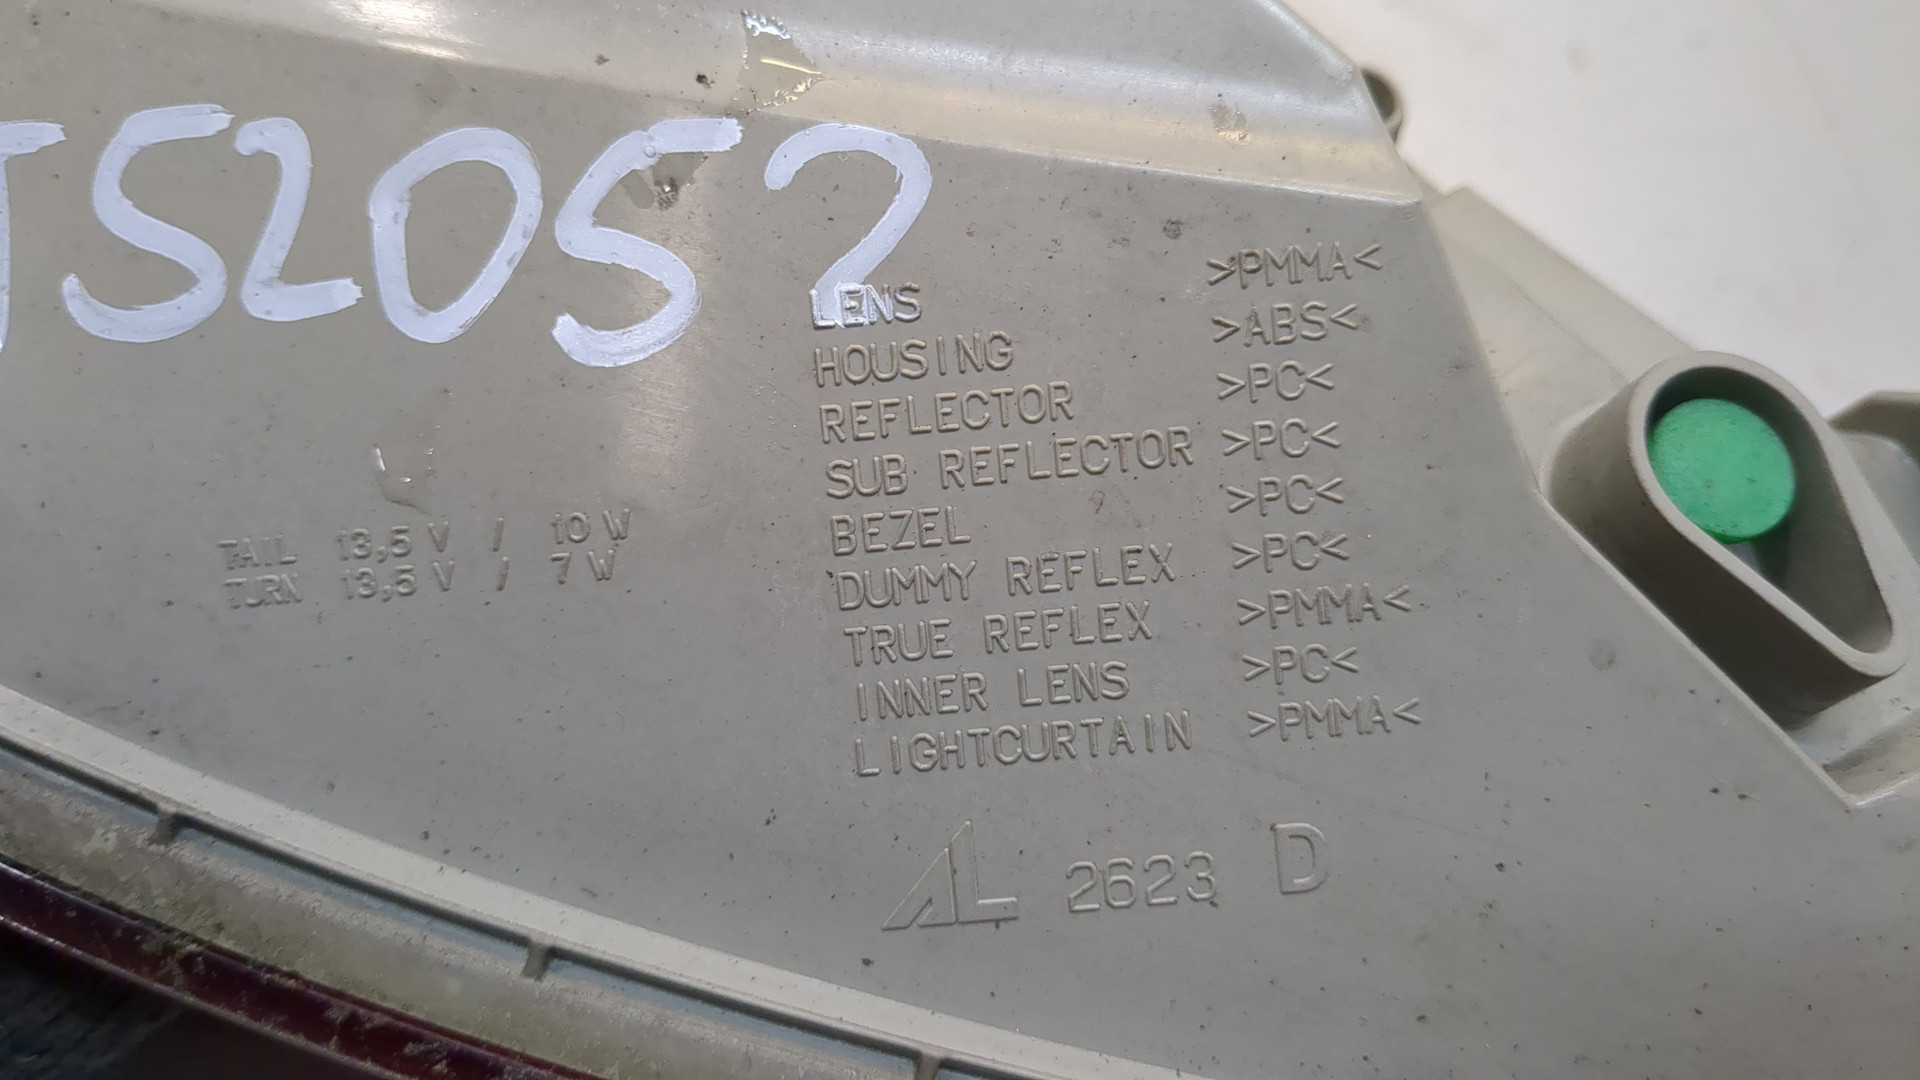 52052
LENS >PMMA<
HOUSING >ABS<
REFLECTOR >PC<
SUB REFLECTOR >PC<
BEZEL >PC<
DUMMY REFLEX >PC<
TRUE REFLEX >PMMA<
INNER LENS >PC<
LIGHTCURTAIN >PMMA<
TAIL 13,5 V / 10 W
TURN 13,5 V / 7 W
AL 2623 D